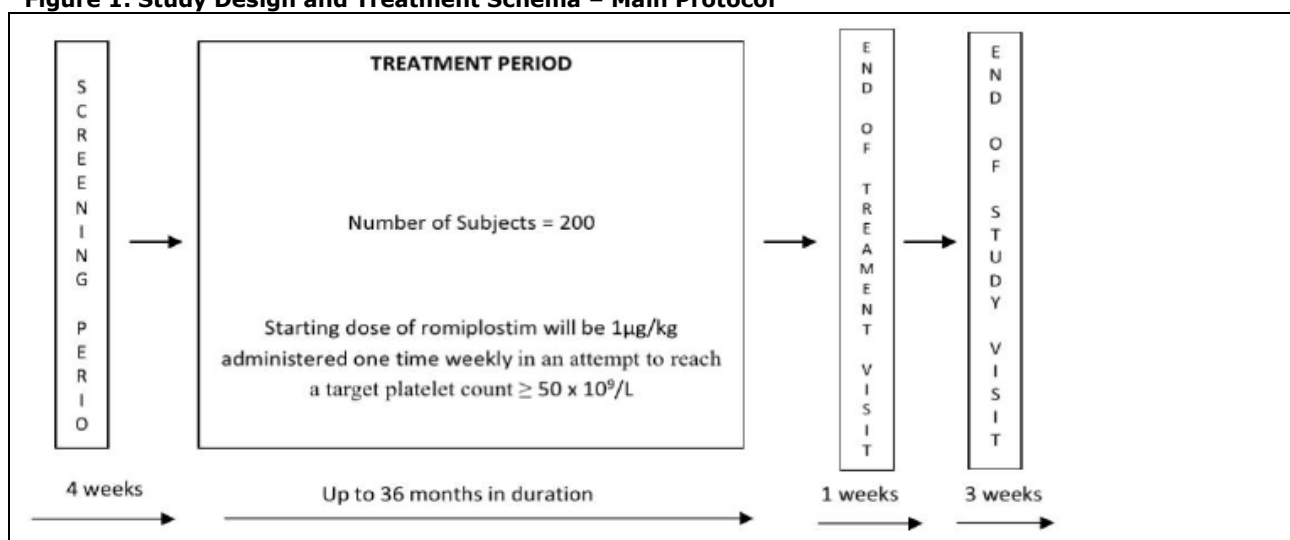 Figure 1: Study Design and Treatment Schema – Main Protocol
SCREENING PERIO
TREATMENT PERIOD
Number of Subjects = 200
Starting dose of romiplostim will be 1µg/kg
administered one time weekly in an attempt to reach
a target platelet count ≥ 50 x 10⁹/L
END OF TREAMENT VISIT
END OF STUDY VISIT
4 weeks
Up to 36 months in duration
1 weeks
3 weeks